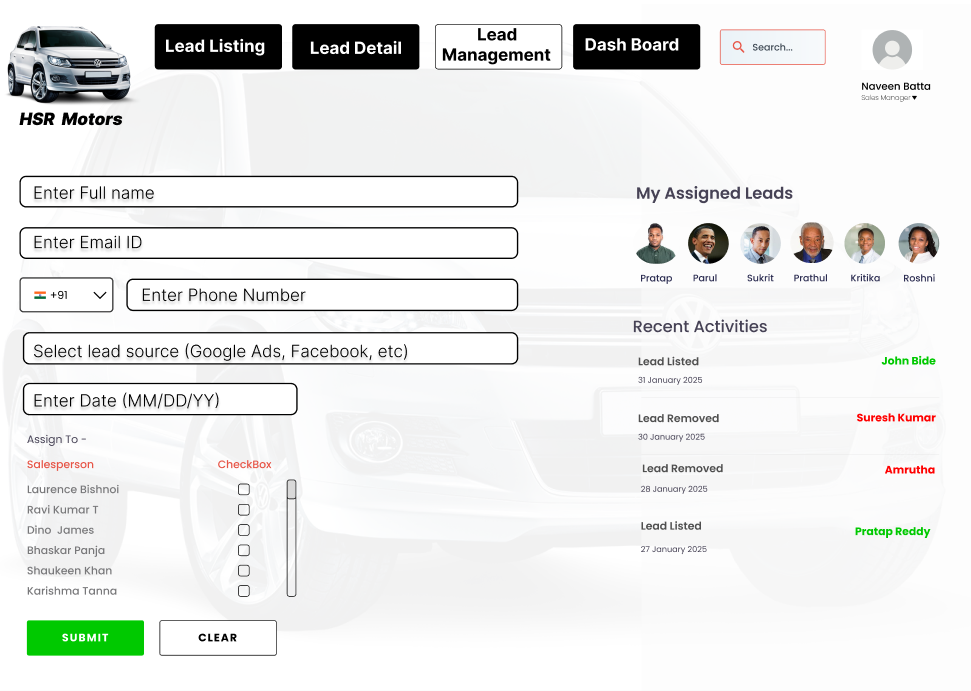 Lead Listing
Lead Detail
Lead
Management
Dash Board
Search...
Naveen Batta
Sales Manager▼
HSR Motors
Enter Full name
Enter Email ID
+91
Enter Phone Number
Select lead source (Google Ads, Facebook, etc)
Enter Date (MM/DD/YY)
Assign To -
Salesperson CheckBox
Laurence Bishnoi
Ravi Kumar T
Dino James
Bhaskar Panja
Shaukeen Khan
Karishma Tanna
SUBMIT
CLEAR
My Assigned Leads
Pratap Parul Sukrit Prathul Kritika Roshni
Recent Activities
Lead Listed John Bide
31 January 2025
Lead Removed Suresh Kumar
30 January 2025
Lead Removed Amrutha
28 January 2025
Lead Listed Pratap Reddy
27 January 2025